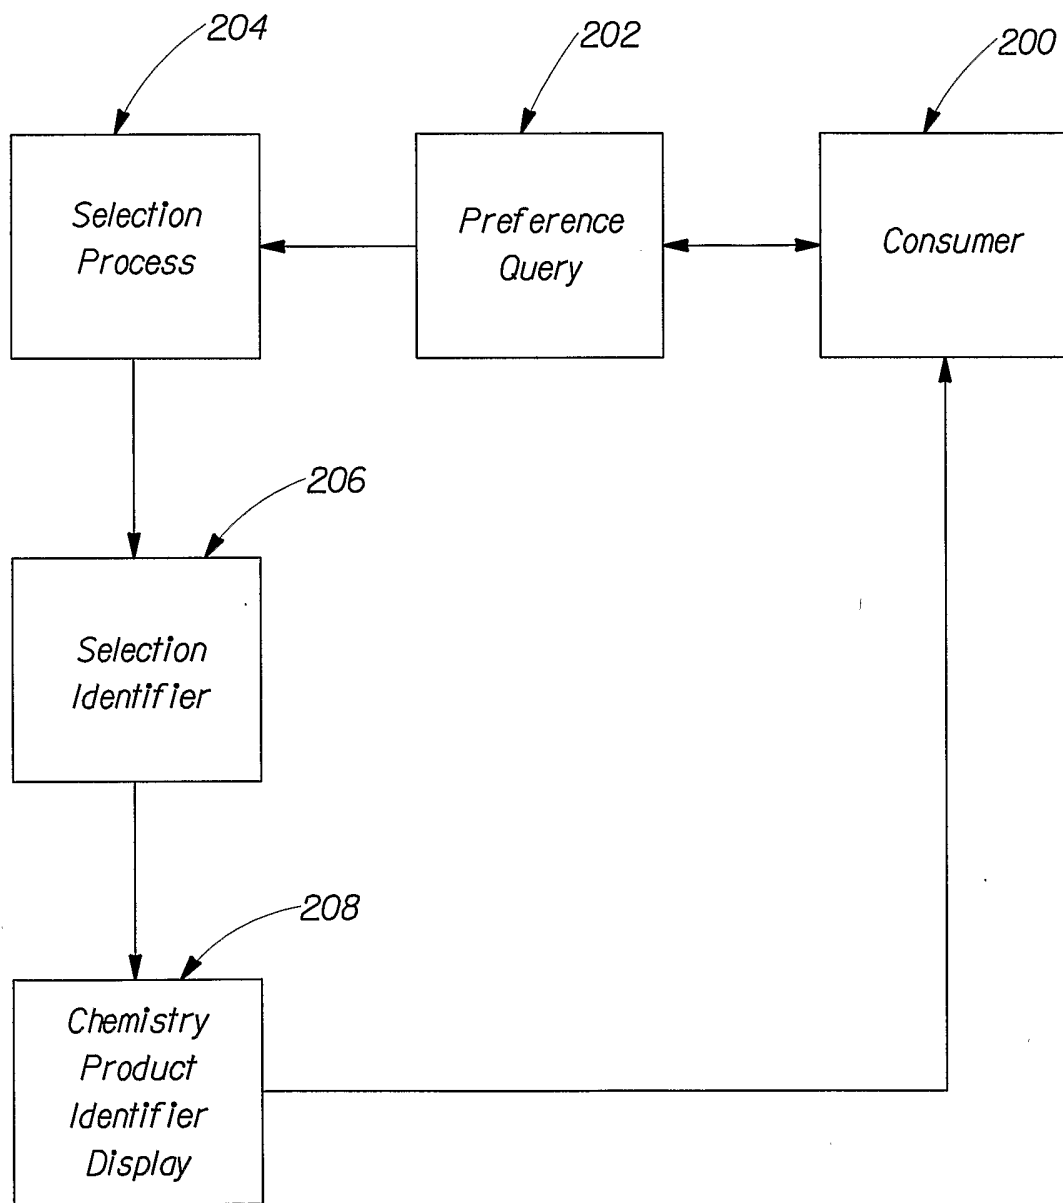 204
202
200
Selection
Process
Preference
Query
Consumer
206
Selection
Identifier
208
Chemistry
Product
Identifier
Display